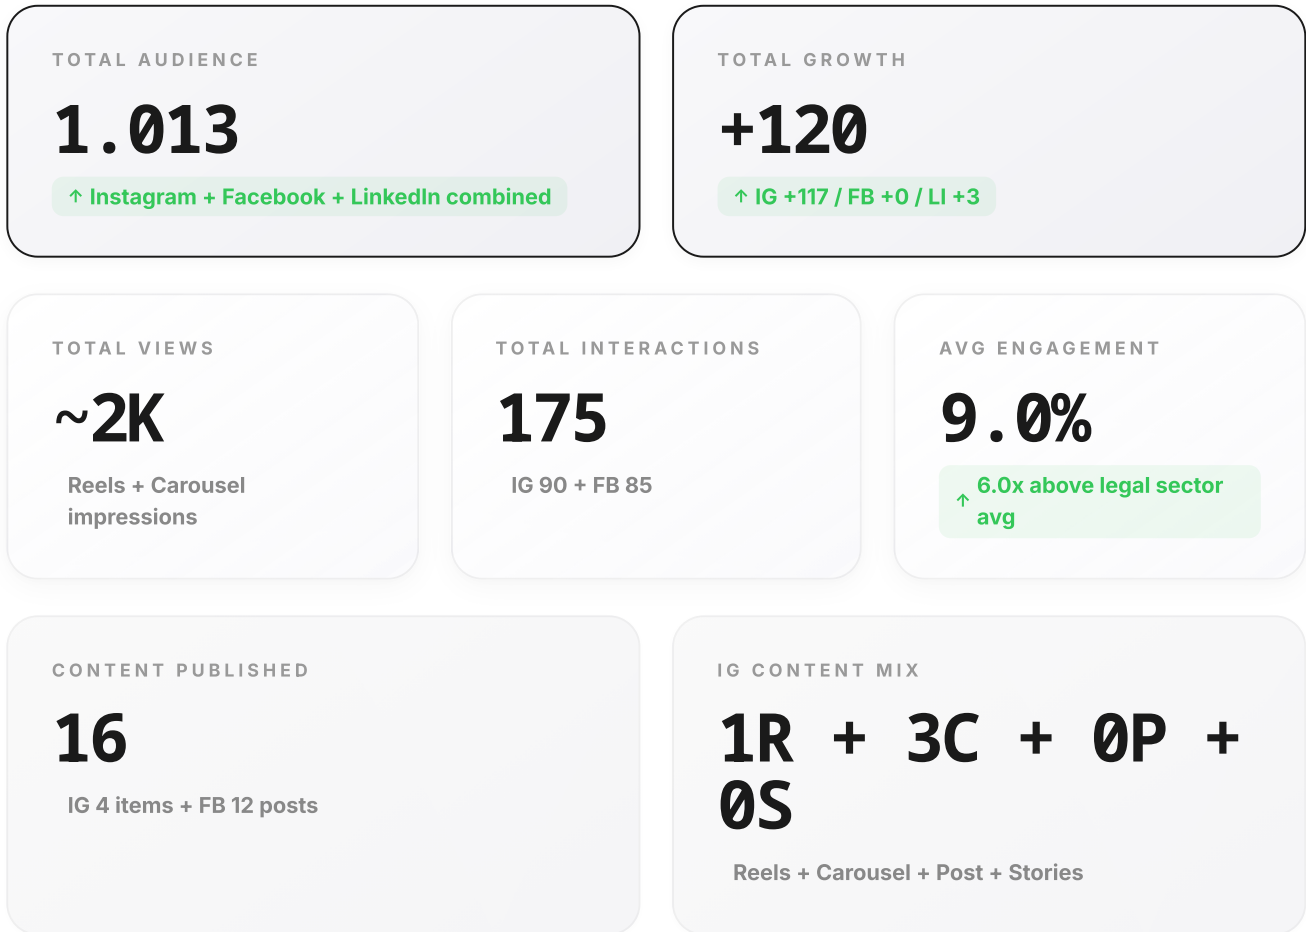 TOTAL AUDIENCE
1.013
↑ Instagram + Facebook + LinkedIn combined
TOTAL GROWTH
+120
↑ IG +117 / FB +0 / LI +3
TOTAL VIEWS
~2K
Reels + Carousel
impressions
TOTAL INTERACTIONS
175
IG 90 + FB 85
AVG ENGAGEMENT
9.0%
↑ 6.0x above legal sector
avg
CONTENT PUBLISHED
16
IG 4 items + FB 12 posts
IG CONTENT MIX
1R + 3C + 0P +
0S
Reels + Carousel + Post + Stories